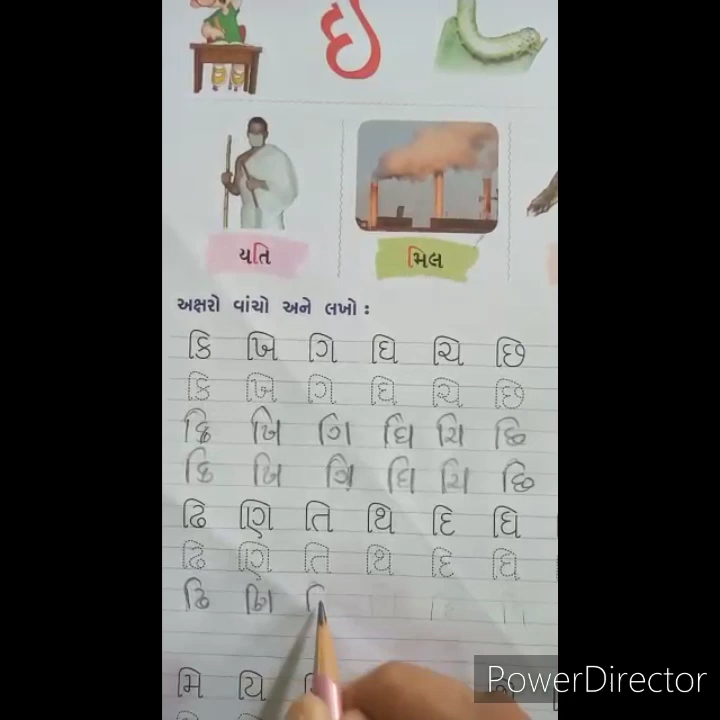 ઇ
યતિ મિલ
અક્ષરો વાંચો અને લખો :
કિ ખિ ગિ ઘિ ચિ છિ
કિ ખિ ગિ ઘિ ચિ છિ
કિ ખિ ગિ ઘિ ચિ છિ
કિ ખિ ગિ ઘિ ચિ છિ
ઢિ ણિ તિ થિ દિ ધિ
ઢિ ણિ તિ થિ દિ ધિ
ઢિ ણિ
મિ યિ
PowerDirector